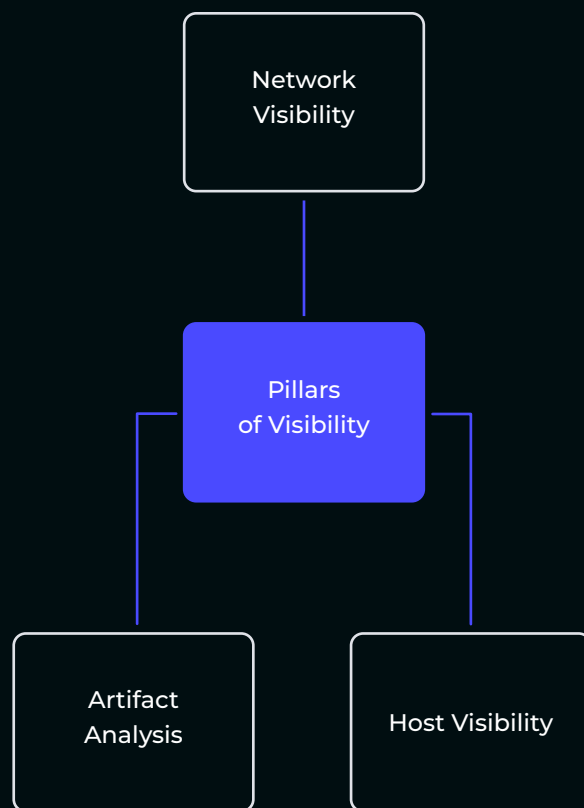 Network
Visibility
Pillars
of Visibility
Artifact
Analysis
Host Visibility